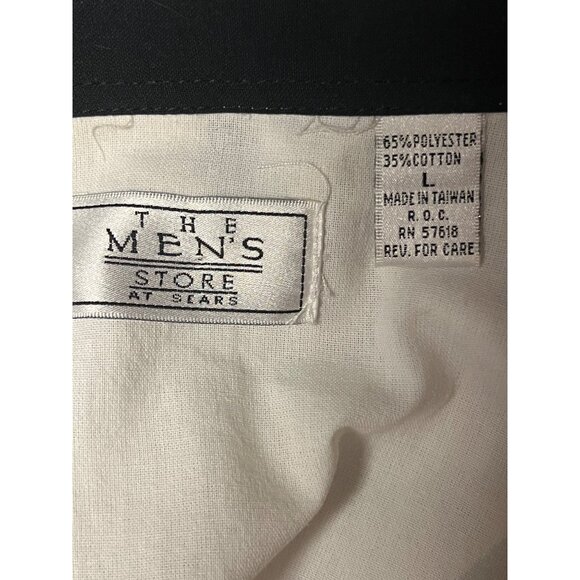 THE
MEN'S
STORE
AT SEARS
65% POLYESTER
35% COTTON
L
MADE IN TAIWAN
R. O. C.
RN 57618
REV. FOR CARE